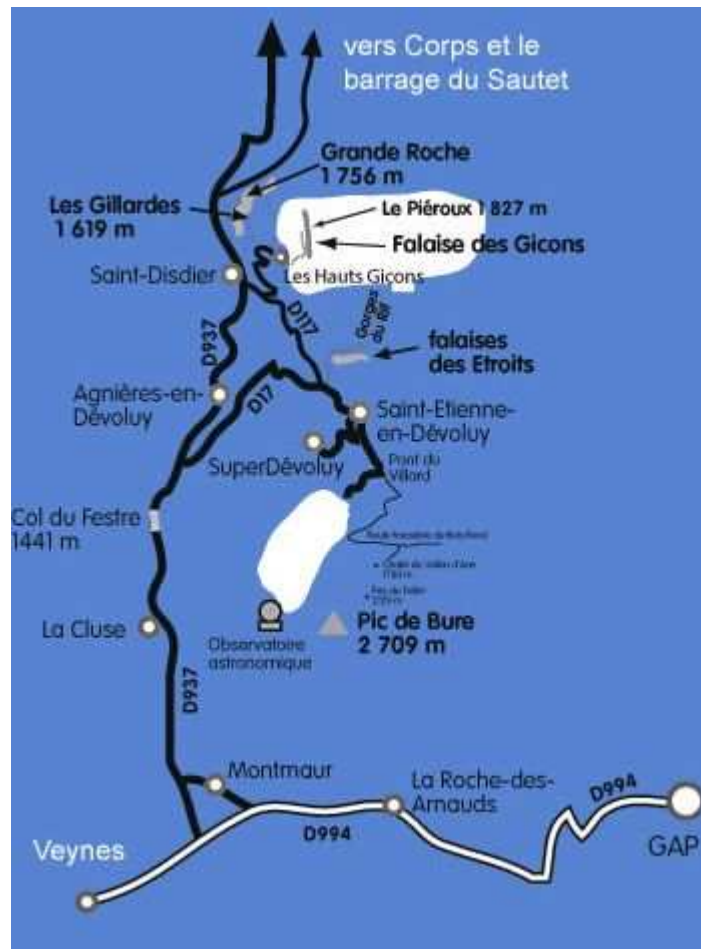 vers Corps et le
barrage du Sautet
Grande Roche
1 756 m
Les Gillardes
1 619 m
Le Piéroux 1 827 m
Falaise des Gicons
Saint-Disdier
Les Hauts Gicons
D117
Gorges
du Rif
D937
falaises
des Etroits
Agnières-en-
Dévoluy
D17
Saint-Etienne-
en-Dévoluy
SuperDévoluy
Pont du
Villard
Col du Festre
1441 m
La Cluse
Observatoire
astronomique
Pic de Bure
2 709 m
D937
Montmaur
La Roche-des-
Arnauds
D994
D994
GAP
Veynes